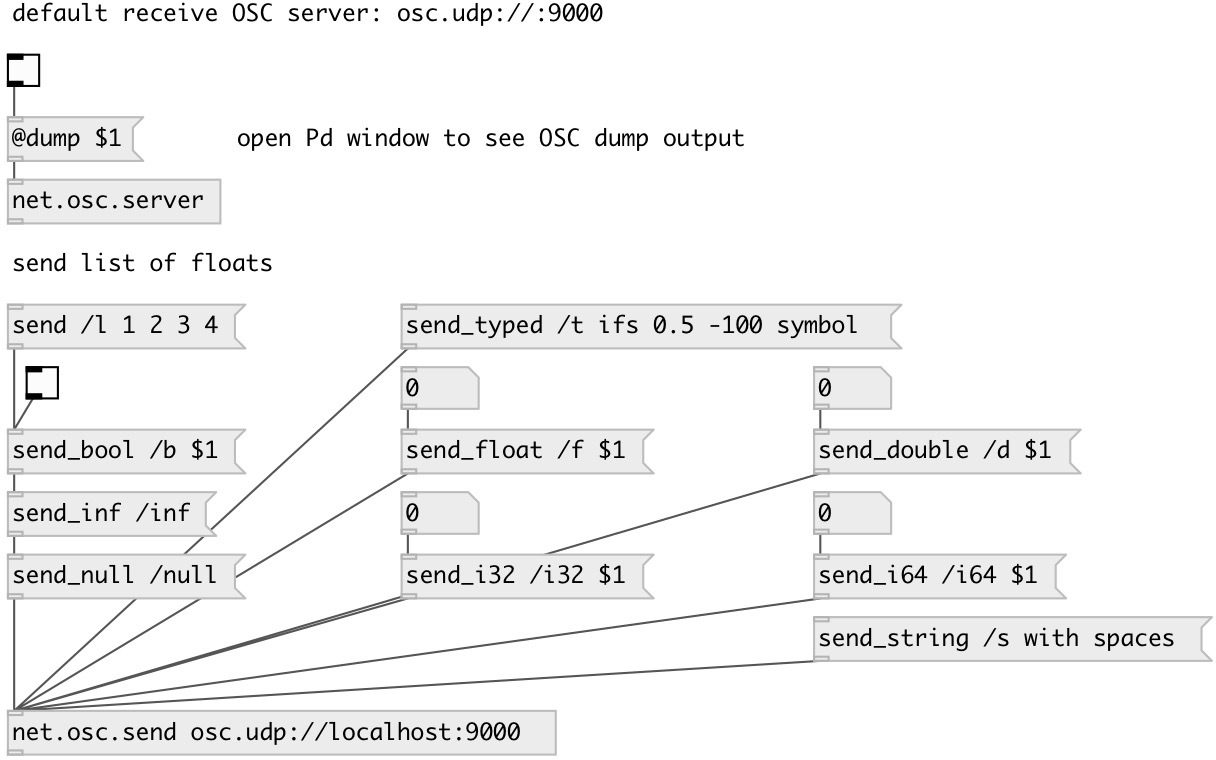 default receive OSC server: osc.udp://:9000
@dump $1
open Pd window to see OSC dump output
net.osc.server
send list of floats
send /l 1 2 3 4
send_typed /t ifs 0.5 -100 symbol
0
0
send_bool /b $1
send_float /f $1
send_double /d $1
send_inf /inf
0
0
send_null /null
send_i32 /i32 $1
send_i64 /i64 $1
send_string /s with spaces
net.osc.send osc.udp://localhost:9000